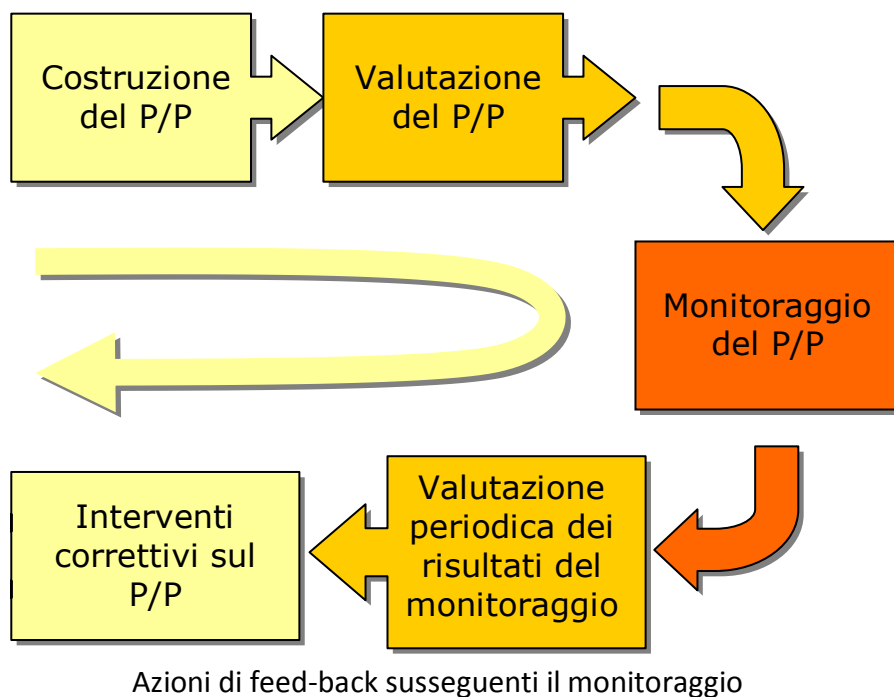 Costruzione
del P/P
Valutazione
del P/P
Monitoraggio
del P/P
Valutazione
periodica dei
risultati del
monitoraggio
Interventi
correttivi sul
P/P
Azioni di feed-back susseguenti il monitoraggio